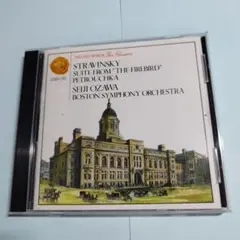 STRAVINSKY
SUITE FROM "THE FIREBIRD"
PETROUCHKA
SEIJI OZAWA
BOSTON SYMPHONY ORCHESTRA